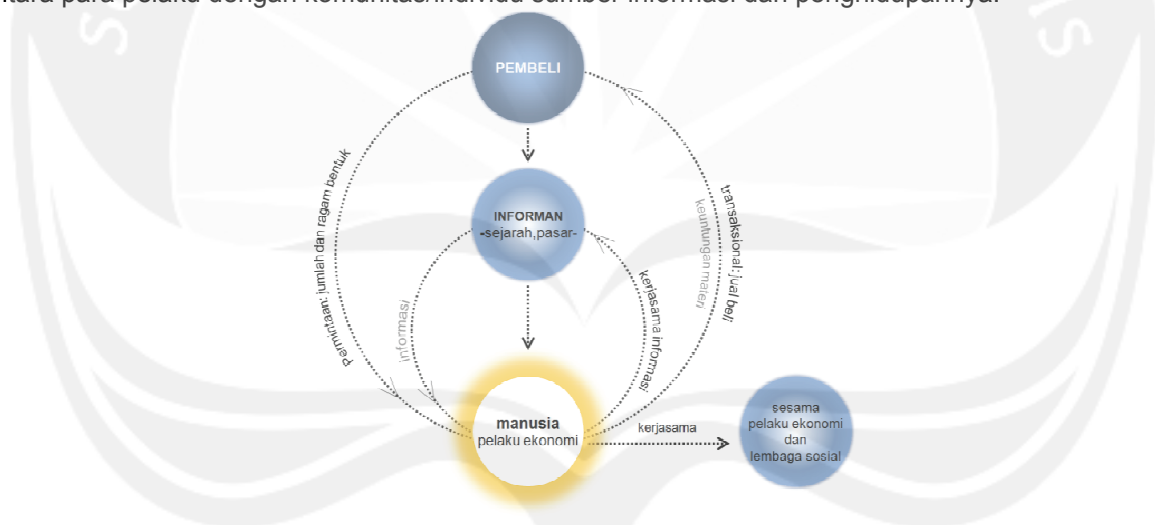 antara para pelaku dengan komunitas/individu sumber informasi dan penghidupannya.
PEMBELI
INFORMAN
-sejarah,pasar-
Permintaan: jumlah dan ragam bentuk
informasi
kerjasama informasi
keuntungan materi
transaksional: jual beli
manusia
pelaku ekonomi
kerjasama
sesama
pelaku ekonomi
dan
lembaga sosial